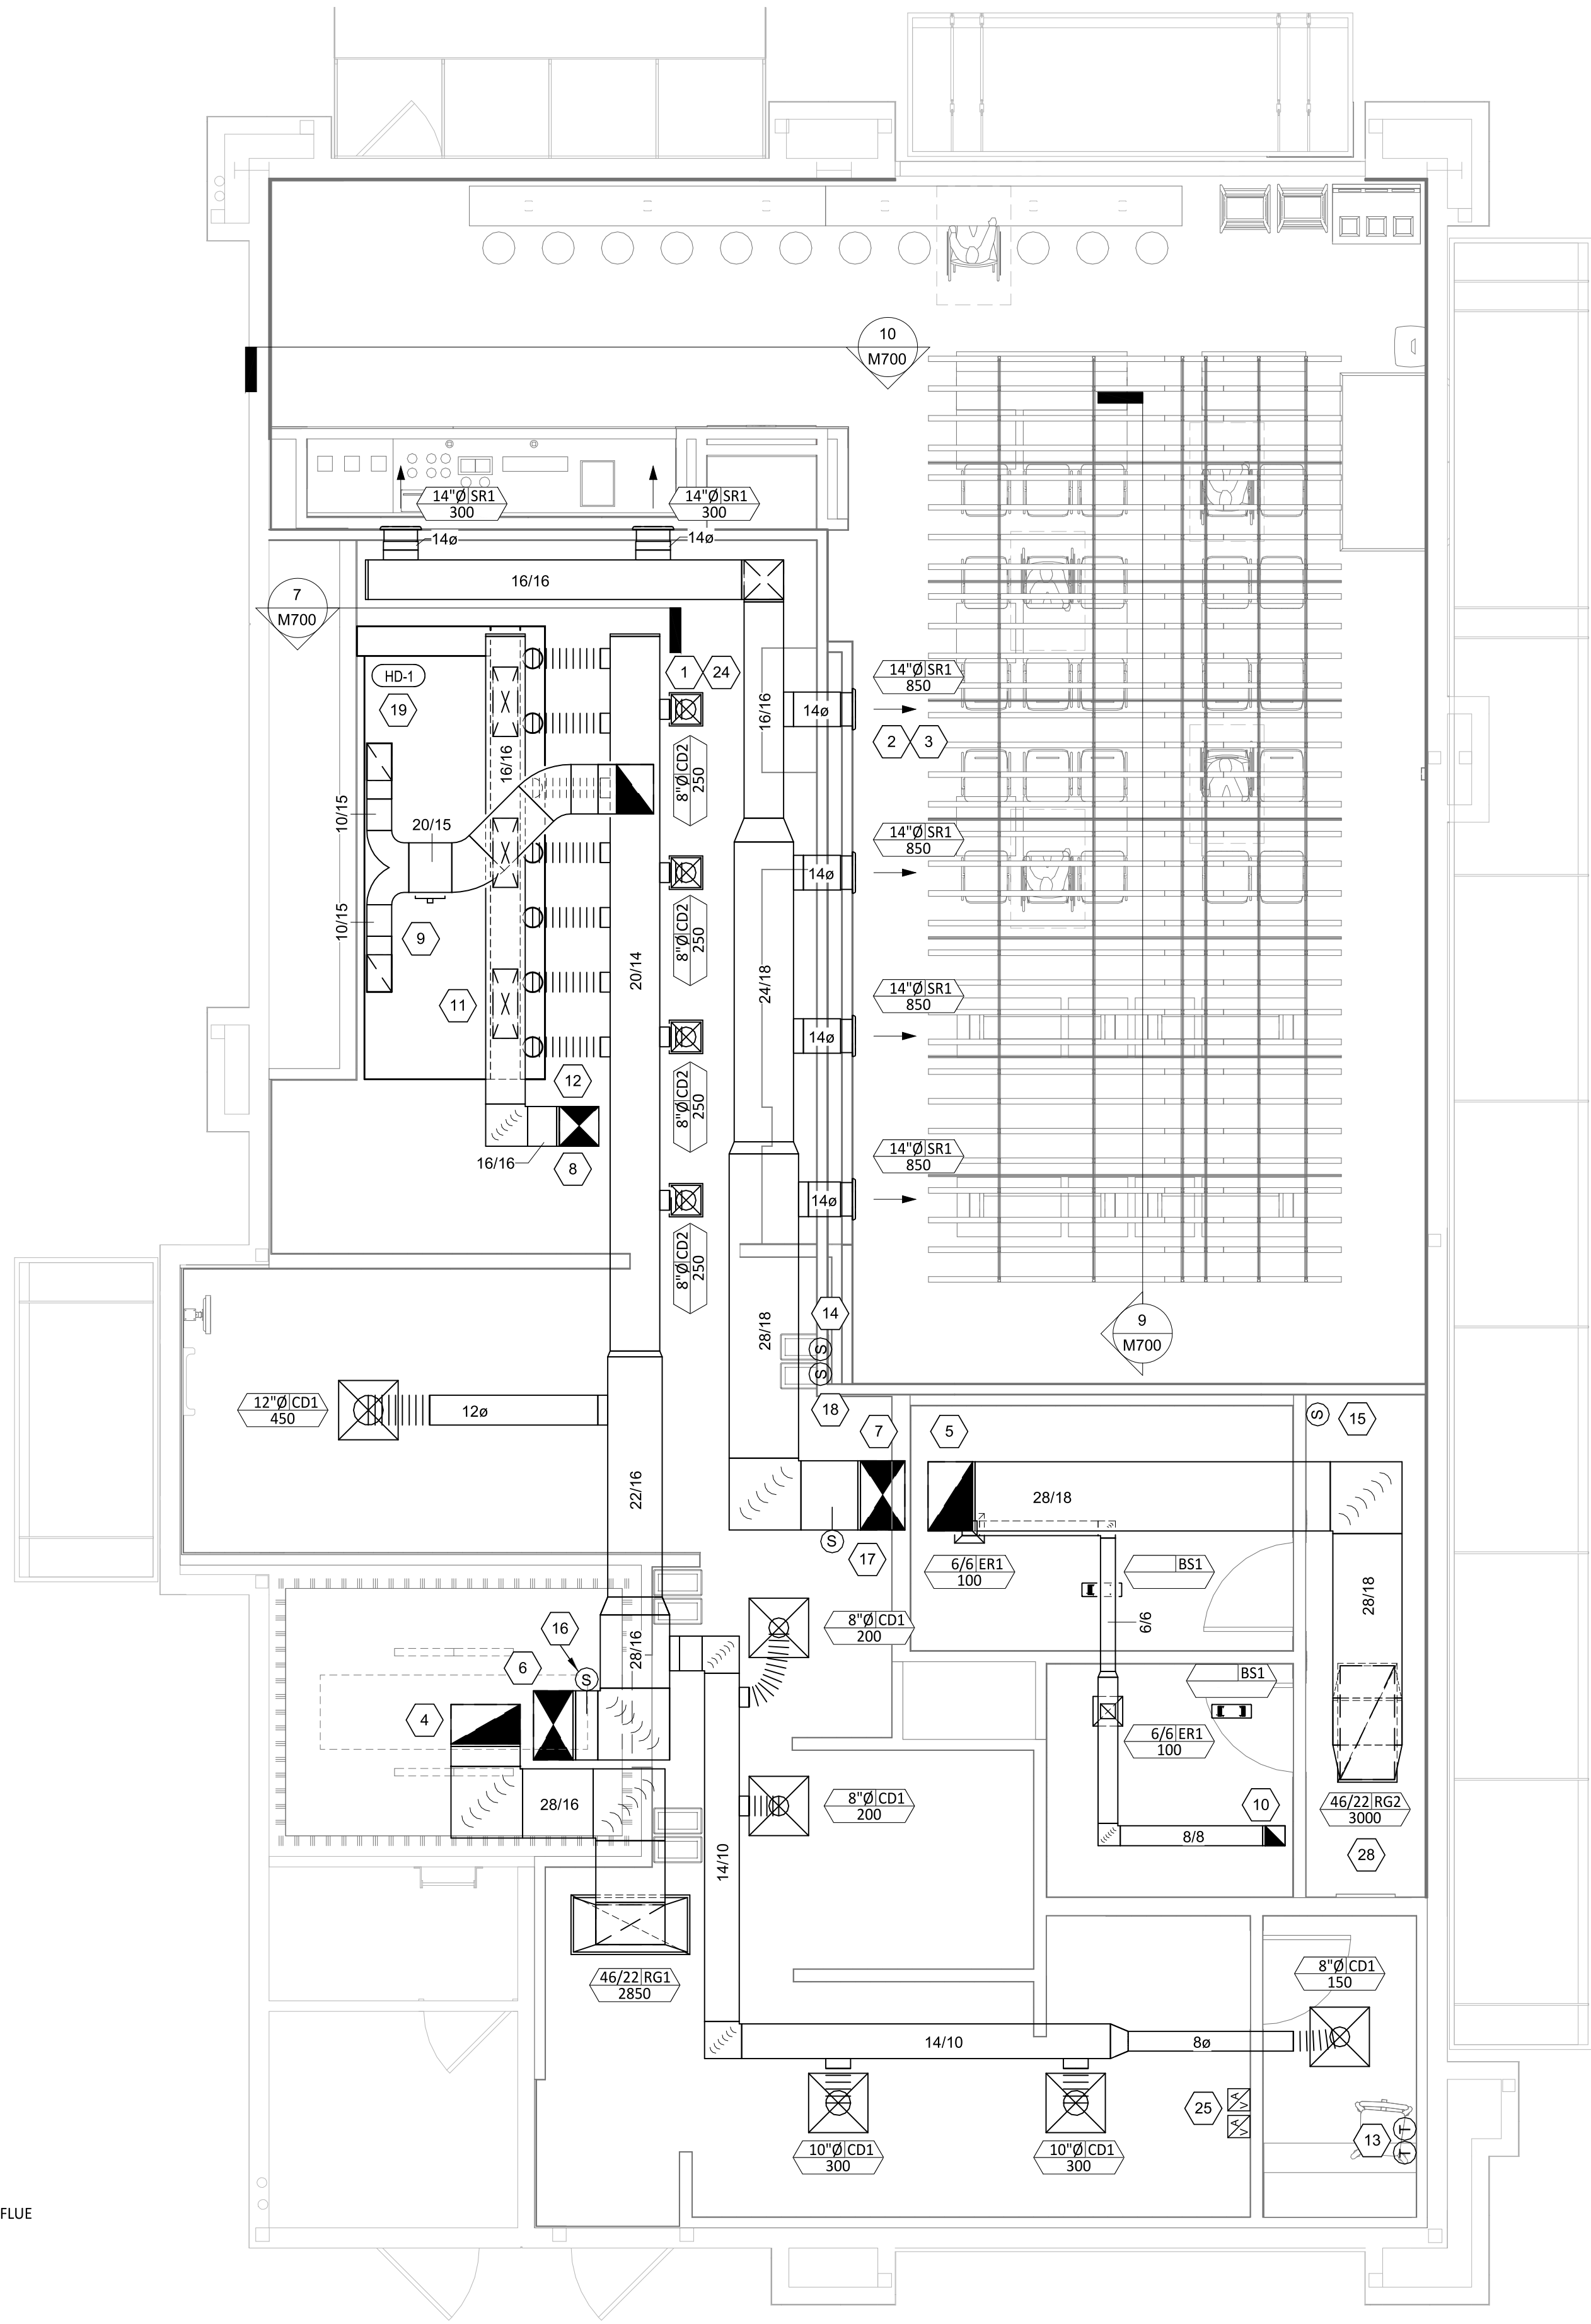 10
M700
14"Ø SR1
300
14"Ø SR1
300
14ø
14ø
16/16
7
M700
HD-1
19
1
24
16/16
16/16
14"Ø SR1
850
14ø
2
3
8"Ø CD2
250
10/15
20/15
14"Ø SR1
850
14ø
10/15
9
8"Ø CD2
250
20/14
24/18
11
14"Ø SR1
850
14ø
12
8"Ø CD2
250
16/16
8
14"Ø SR1
850
14ø
8"Ø CD2
250
14
28/18
S
S
9
M700
12"Ø CD1
450
12ø
18
7
5
S
15
22/16
28/18
S
17
6/6 ER1
100
BS1
28/18
6/6
16
8"Ø CD1
200
28/16
6
S
BS1
4
6/6 ER1
100
28/16
8"Ø CD1
200
10
46/22 RG2
3000
8/8
28
14/10
46/22 RG1
2850
8"Ø CD1
150
14/10
8ø
25
V A
V A
13
T
T
10"Ø CD1
300
10"Ø CD1
300
FLUE